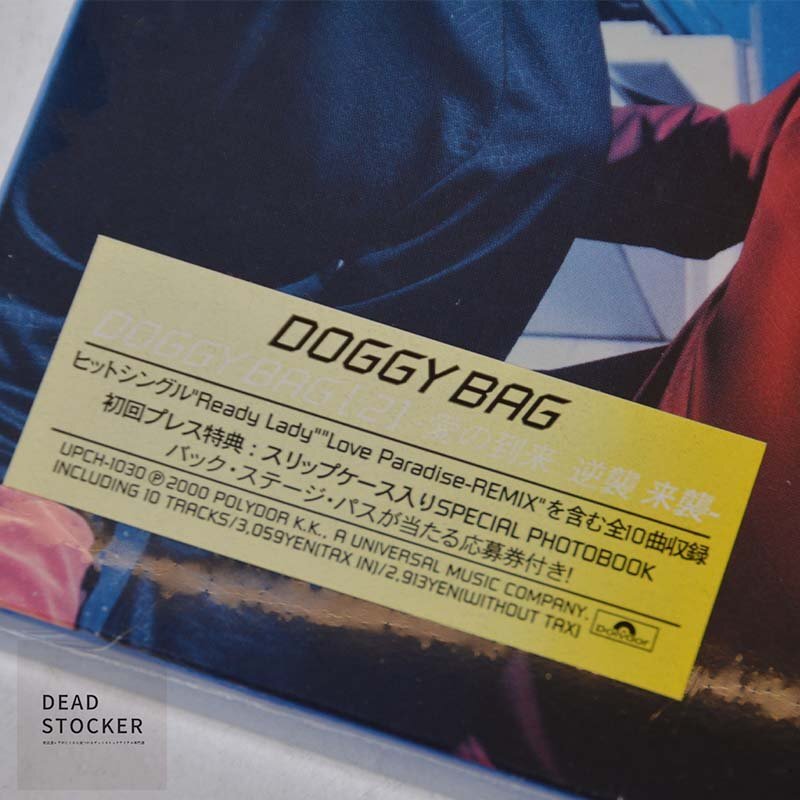 DOGGY BAG
DOGGY BAG [2] -愛の到来 逆襲 来襲-
ヒットシングル"Ready Lady""Love Paradise-REMIX"を含む全10曲収録
初回プレス特典：スリップケース入りSPECIAL PHOTOBOOK
バック・ステージ・パスが当たる応募券付き!
UPCH-1030 Ⓟ 2000 POLYDOR K.K., A UNIVERSAL MUSIC COMPANY.
INCLUDING 10 TRACKS/3,059YEN(TAX IN)/2,913YEN(WITHOUT TAX)
Polydor
DEAD
STOCKER